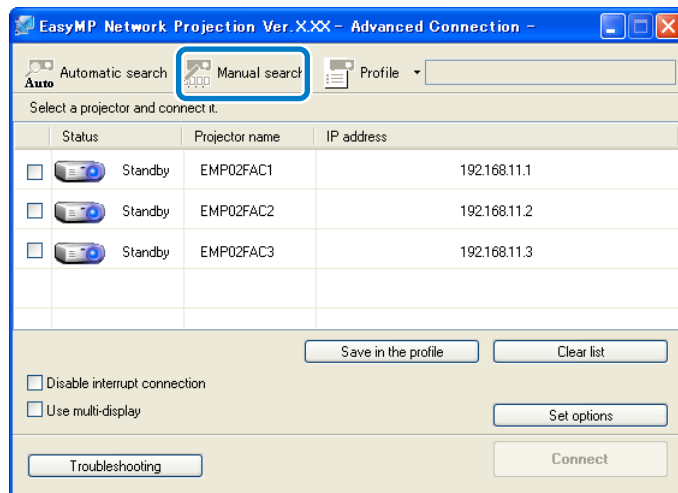 EasyMP Network Projection Ver.X.XX - Advanced Connection -
Auto Automatic search Manual search Profile
Select a projector and connect it.
Status Projector name IP address
Standby EMP02FAC1 192.168.11.1
Standby EMP02FAC2 192.168.11.2
Standby EMP02FAC3 192.168.11.3
Save in the profile Clear list
Disable interrupt connection
Use multi-display
Set options
Troubleshooting Connect